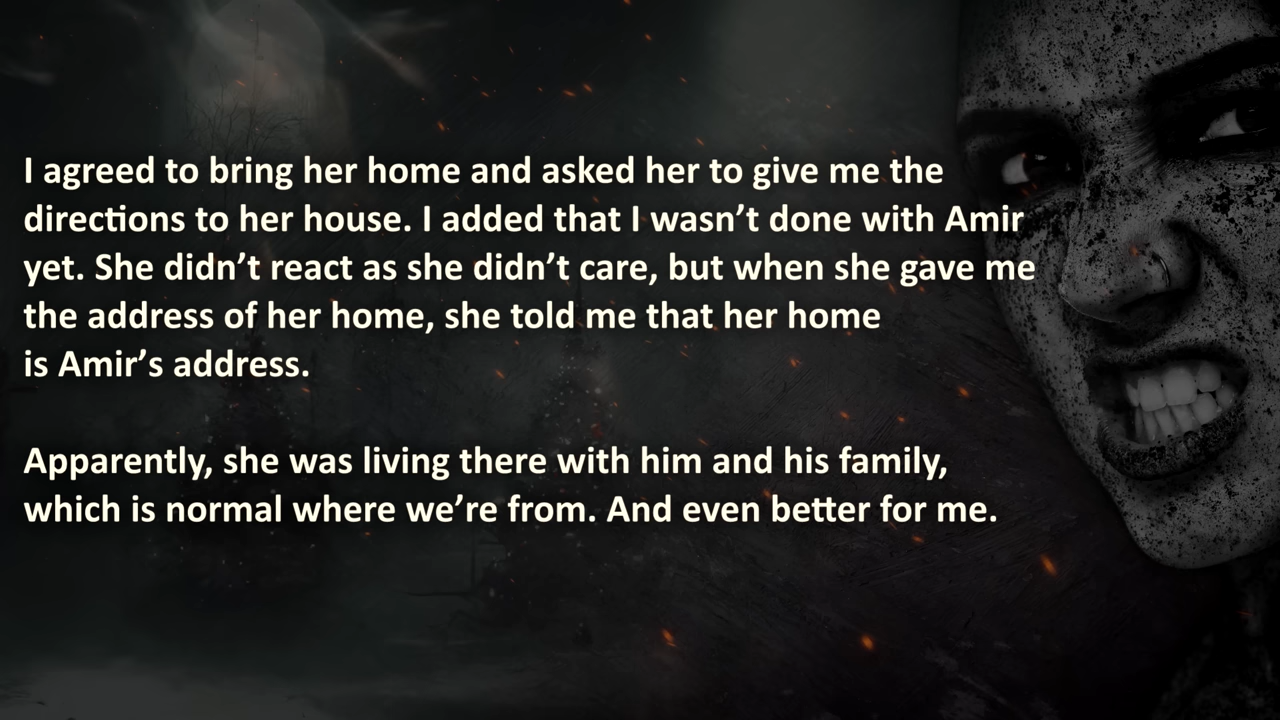 I agreed to bring her home and asked her to give me the
directions to her house. I added that I wasn’t done with Amir
yet. She didn’t react as she didn’t care, but when she gave me
the address of her home, she told me that her home
is Amir’s address.
Apparently, she was living there with him and his family,
which is normal where we’re from. And even better for me.